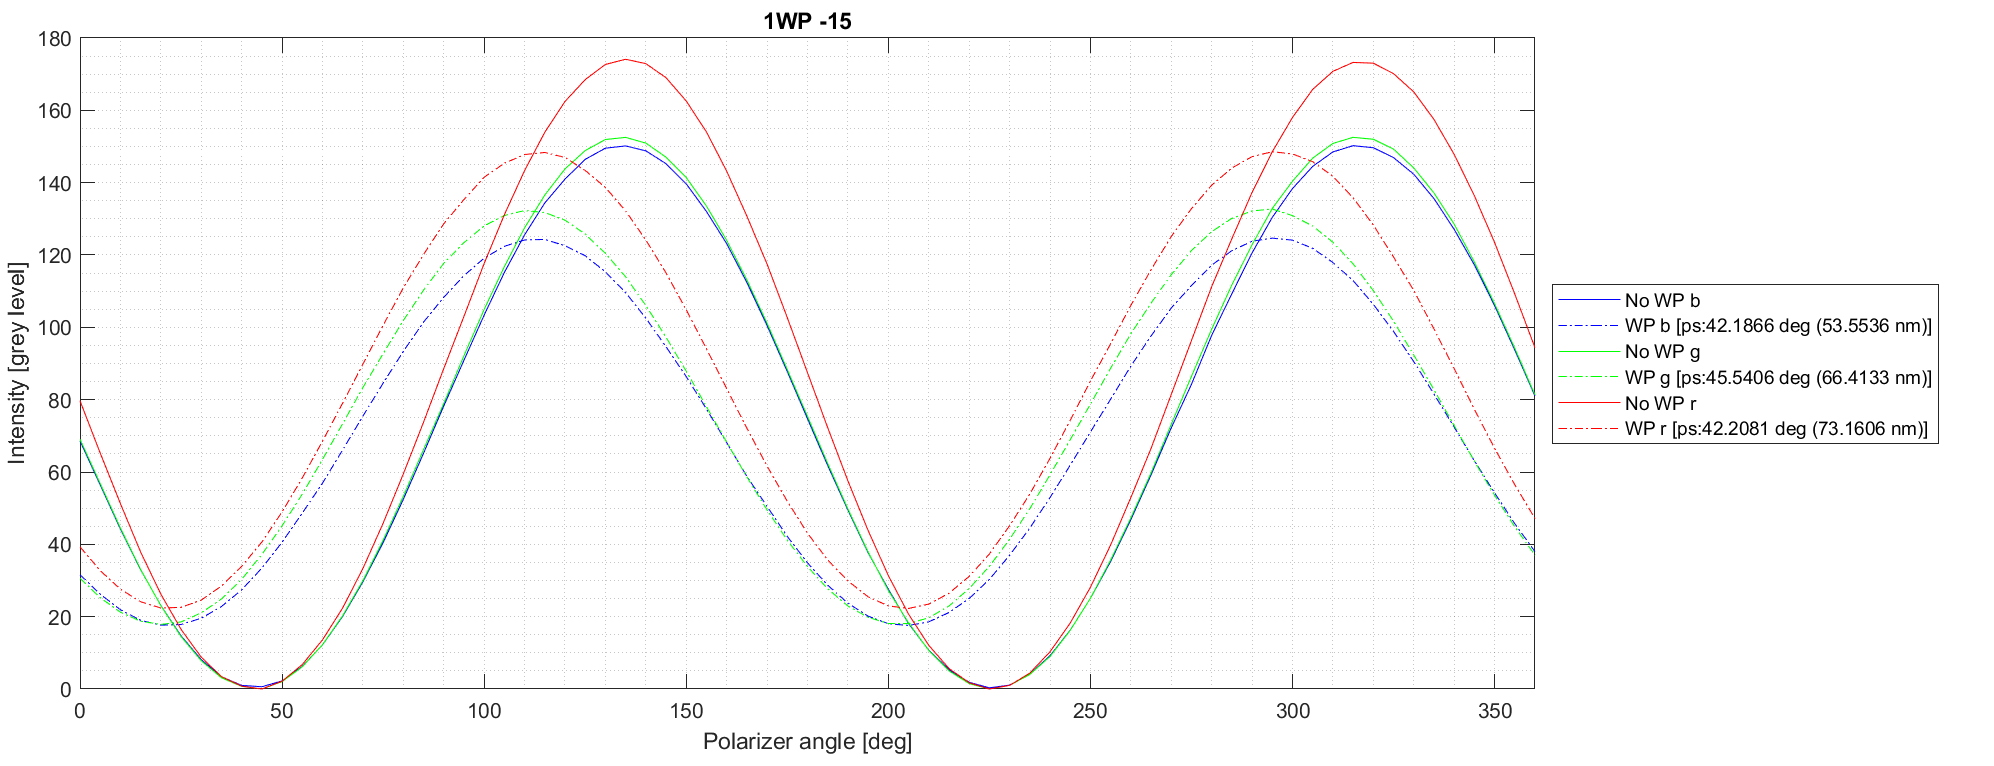 1WP -15
180
160
140
120
100
80
60
40
20
0
Intensity [grey level]
0 50 100 150 200 250 300 350
Polarizer angle [deg]
No WP b
WP b [ps:42.1866 deg (53.5536 nm)]
No WP g
WP g [ps:45.5406 deg (66.4133 nm)]
No WP r
WP r [ps:42.2081 deg (73.1606 nm)]